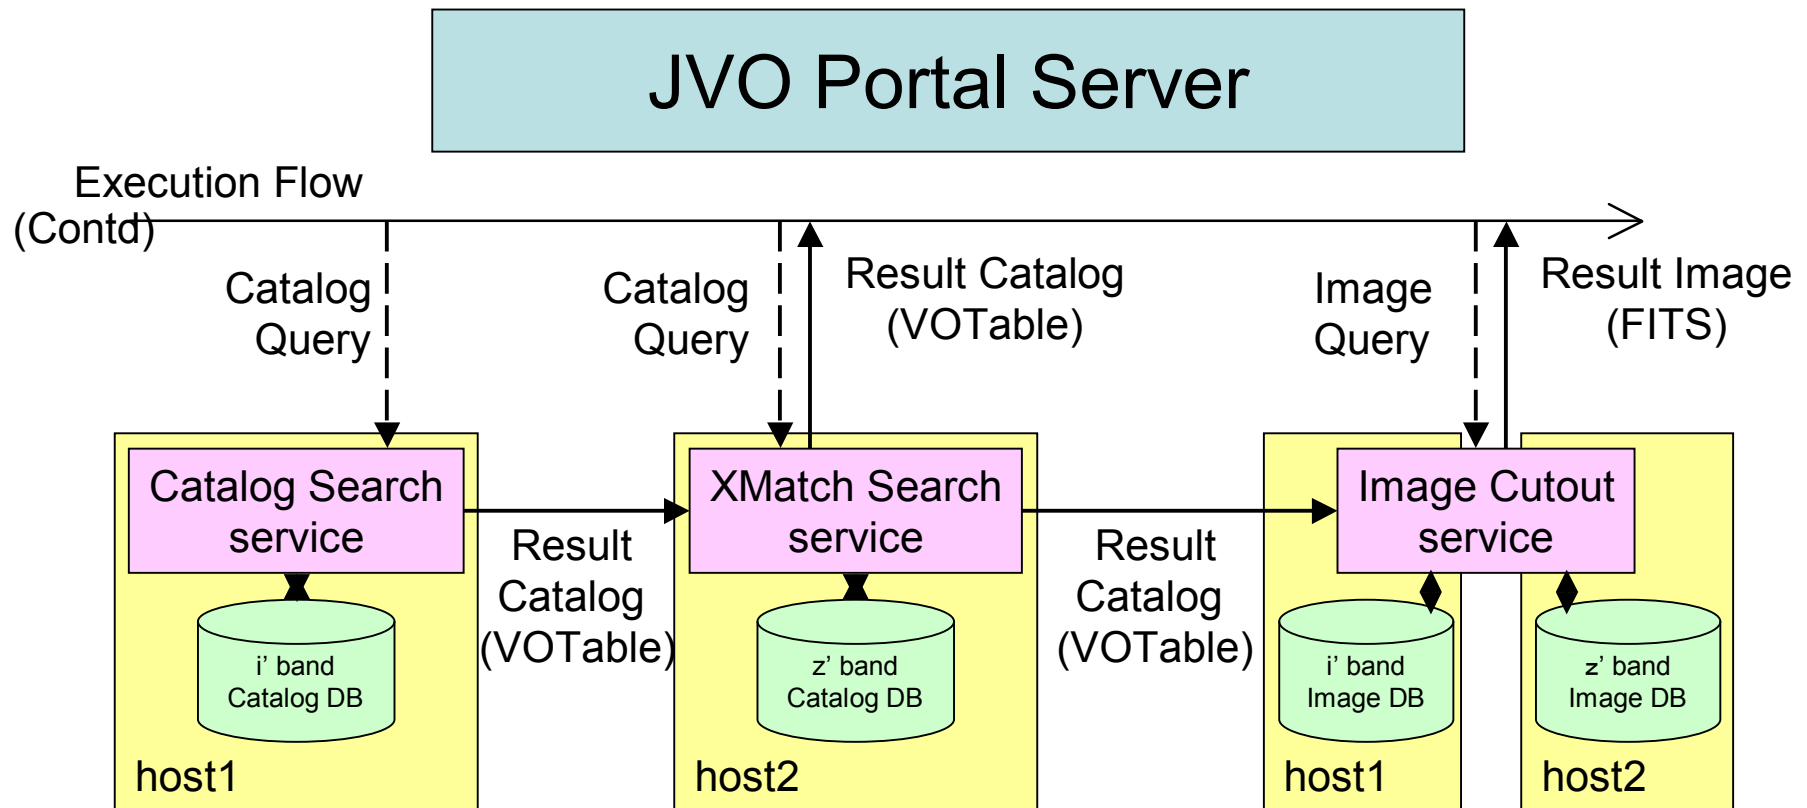 JVO Portal Server
Execution Flow
(Contd)
Catalog
Query
Catalog
Query
Result Catalog
(VOTable)
Image
Query
Result Image
(FITS)
Catalog Search
service
XMatch Search
service
Image Cutout
service
Result
Catalog
(VOTable)
Result
Catalog
(VOTable)
i’ band
Catalog DB
z’ band
Catalog DB
i’ band
Image DB
z’ band
Image DB
host1
host2
host1
host2